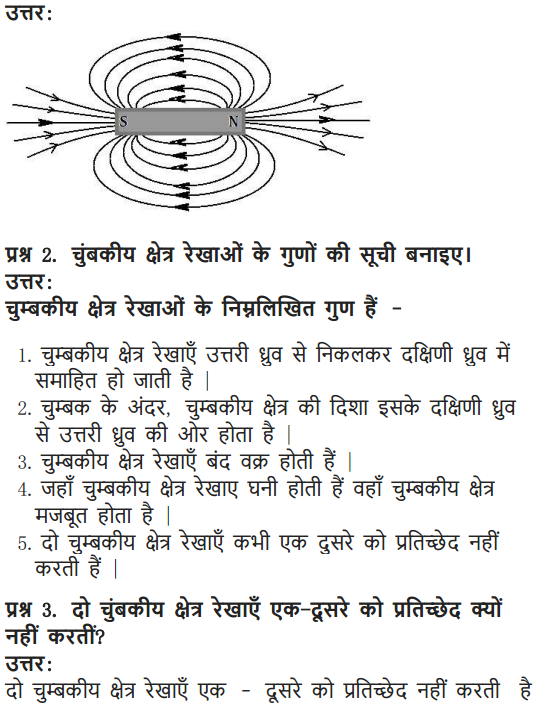 उत्तर:
S N
प्रश्न 2. चुंबकीय क्षेत्र रेखाओं के गुणों की सूची बनाइए।
उत्तर:
चुम्बकीय क्षेत्र रेखाओं के निम्नलिखित गुण हैं -
1. चुम्बकीय क्षेत्र रेखाएँ उत्तरी ध्रुव से निकलकर दक्षिणी ध्रुव में
समाहित हो जाती है |
2. चुम्बक के अंदर, चुम्बकीय क्षेत्र की दिशा इसके दक्षिणी ध्रुव
से उत्तरी ध्रुव की ओर होता है |
3. चुम्बकीय क्षेत्र रेखाएँ बंद वक्र होती हैं |
4. जहाँ चुम्बकीय क्षेत्र रेखाए घनी होती हैं वहाँ चुम्बकीय क्षेत्र
मजबूत होता है |
5. दो चुम्बकीय क्षेत्र रेखाएँ कभी एक दुसरे को प्रतिच्छेद नहीं
करती हैं |
प्रश्न 3. दो चुंबकीय क्षेत्र रेखाएँ एक-दूसरे को प्रतिच्छेद क्यों
नहीं करतीं?
उत्तर:
दो चुम्बकीय क्षेत्र रेखाएँ एक - दूसरे को प्रतिच्छेद नहीं करती है